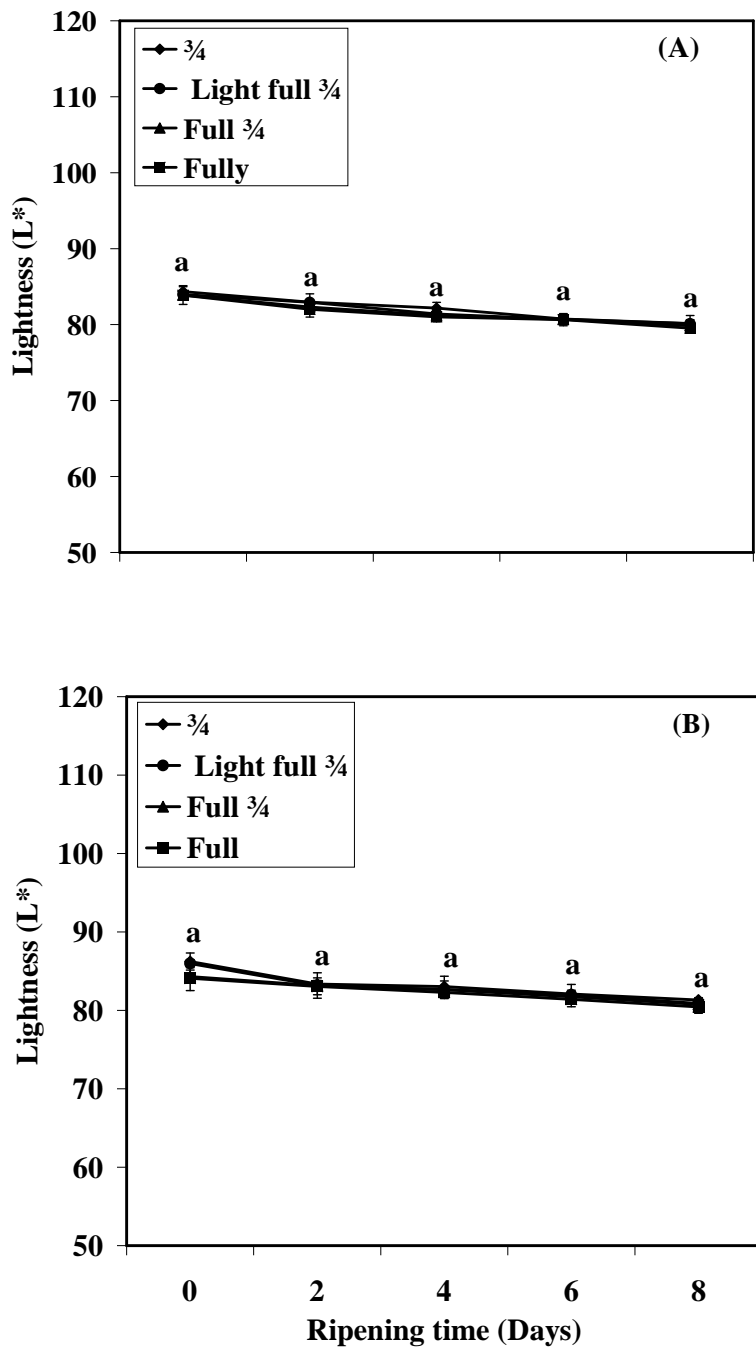 120
110
100
90
80
70
60
50
Lightness (L*)
(A)
¾
Light full ¾
Full ¾
Fully
a a a a a
120
110
100
90
80
70
60
50
Lightness (L*)
(B)
¾
Light full ¾
Full ¾
Full
a a a a a
0 2 4 6 8
Ripening time (Days)